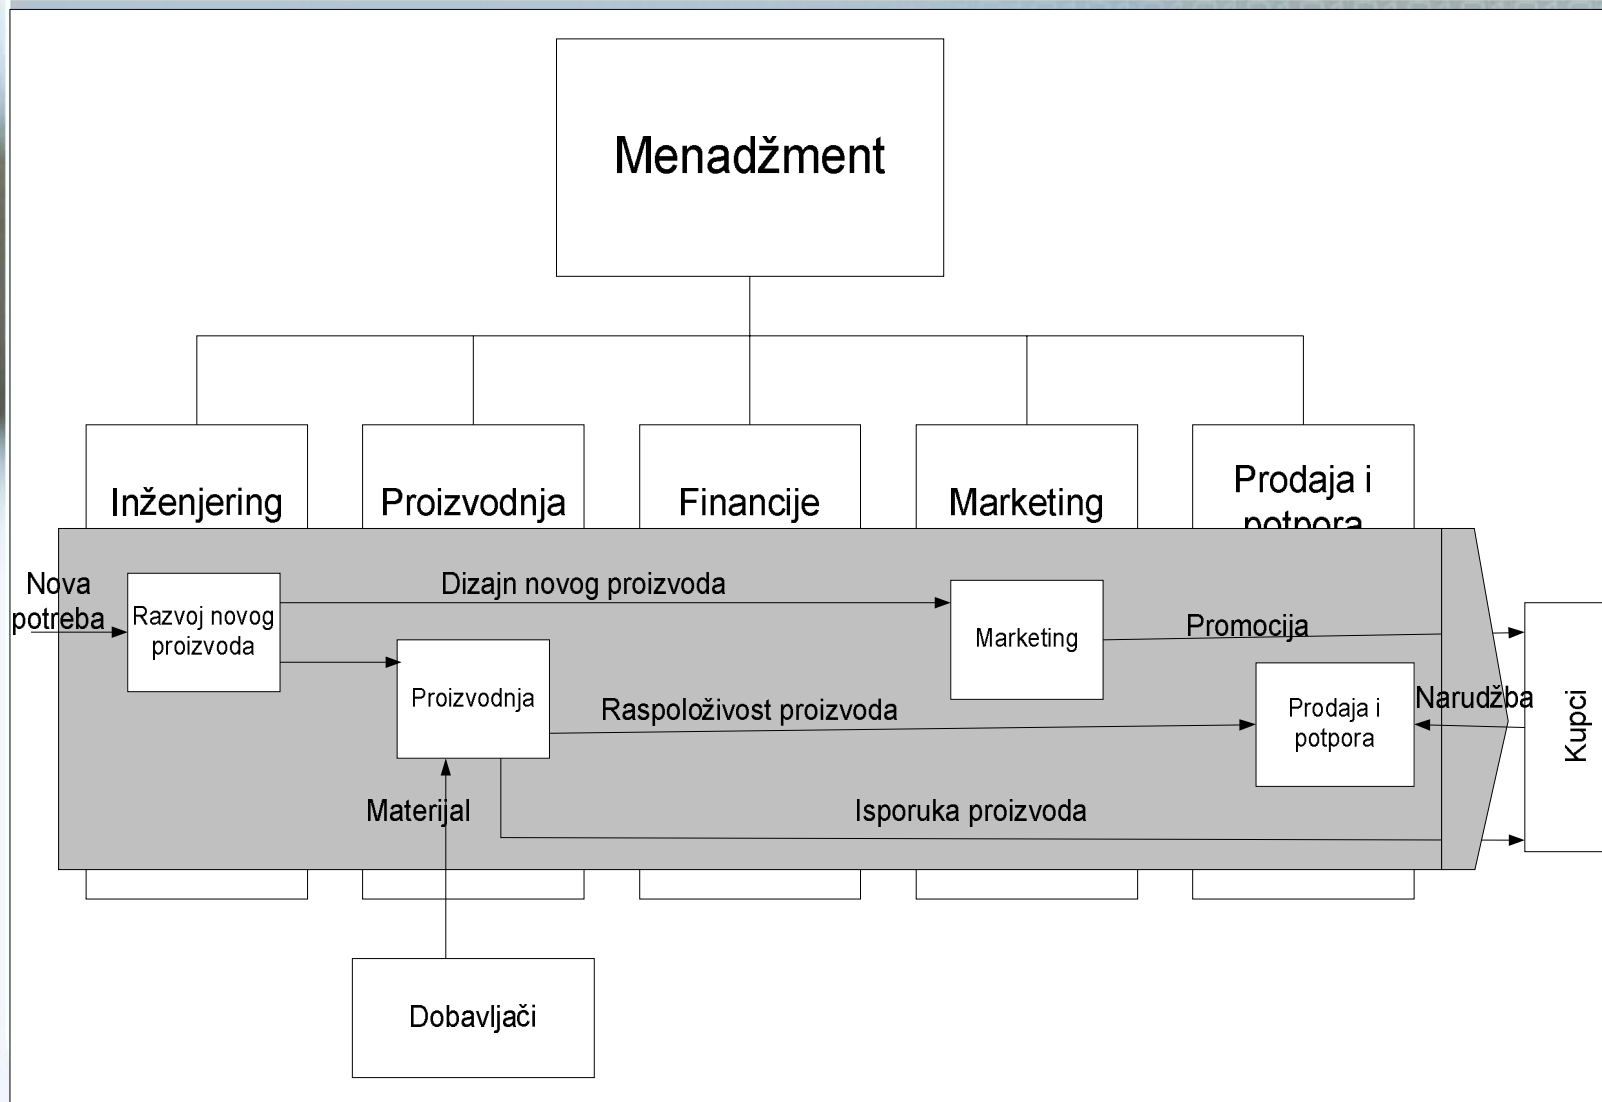 Menadžment
Inženjering
Proizvodnja
Financije
Marketing
Prodaja i
potpora
Nova
potreba
Razvoj novog
proizvoda
Dizajn novog proizvoda
Marketing
Promocija
Proizvodnja
Raspoloživost proizvoda
Prodaja i
potpora
Narudžba
Kupci
Materijal
Isporuka proizvoda
Dobavljači